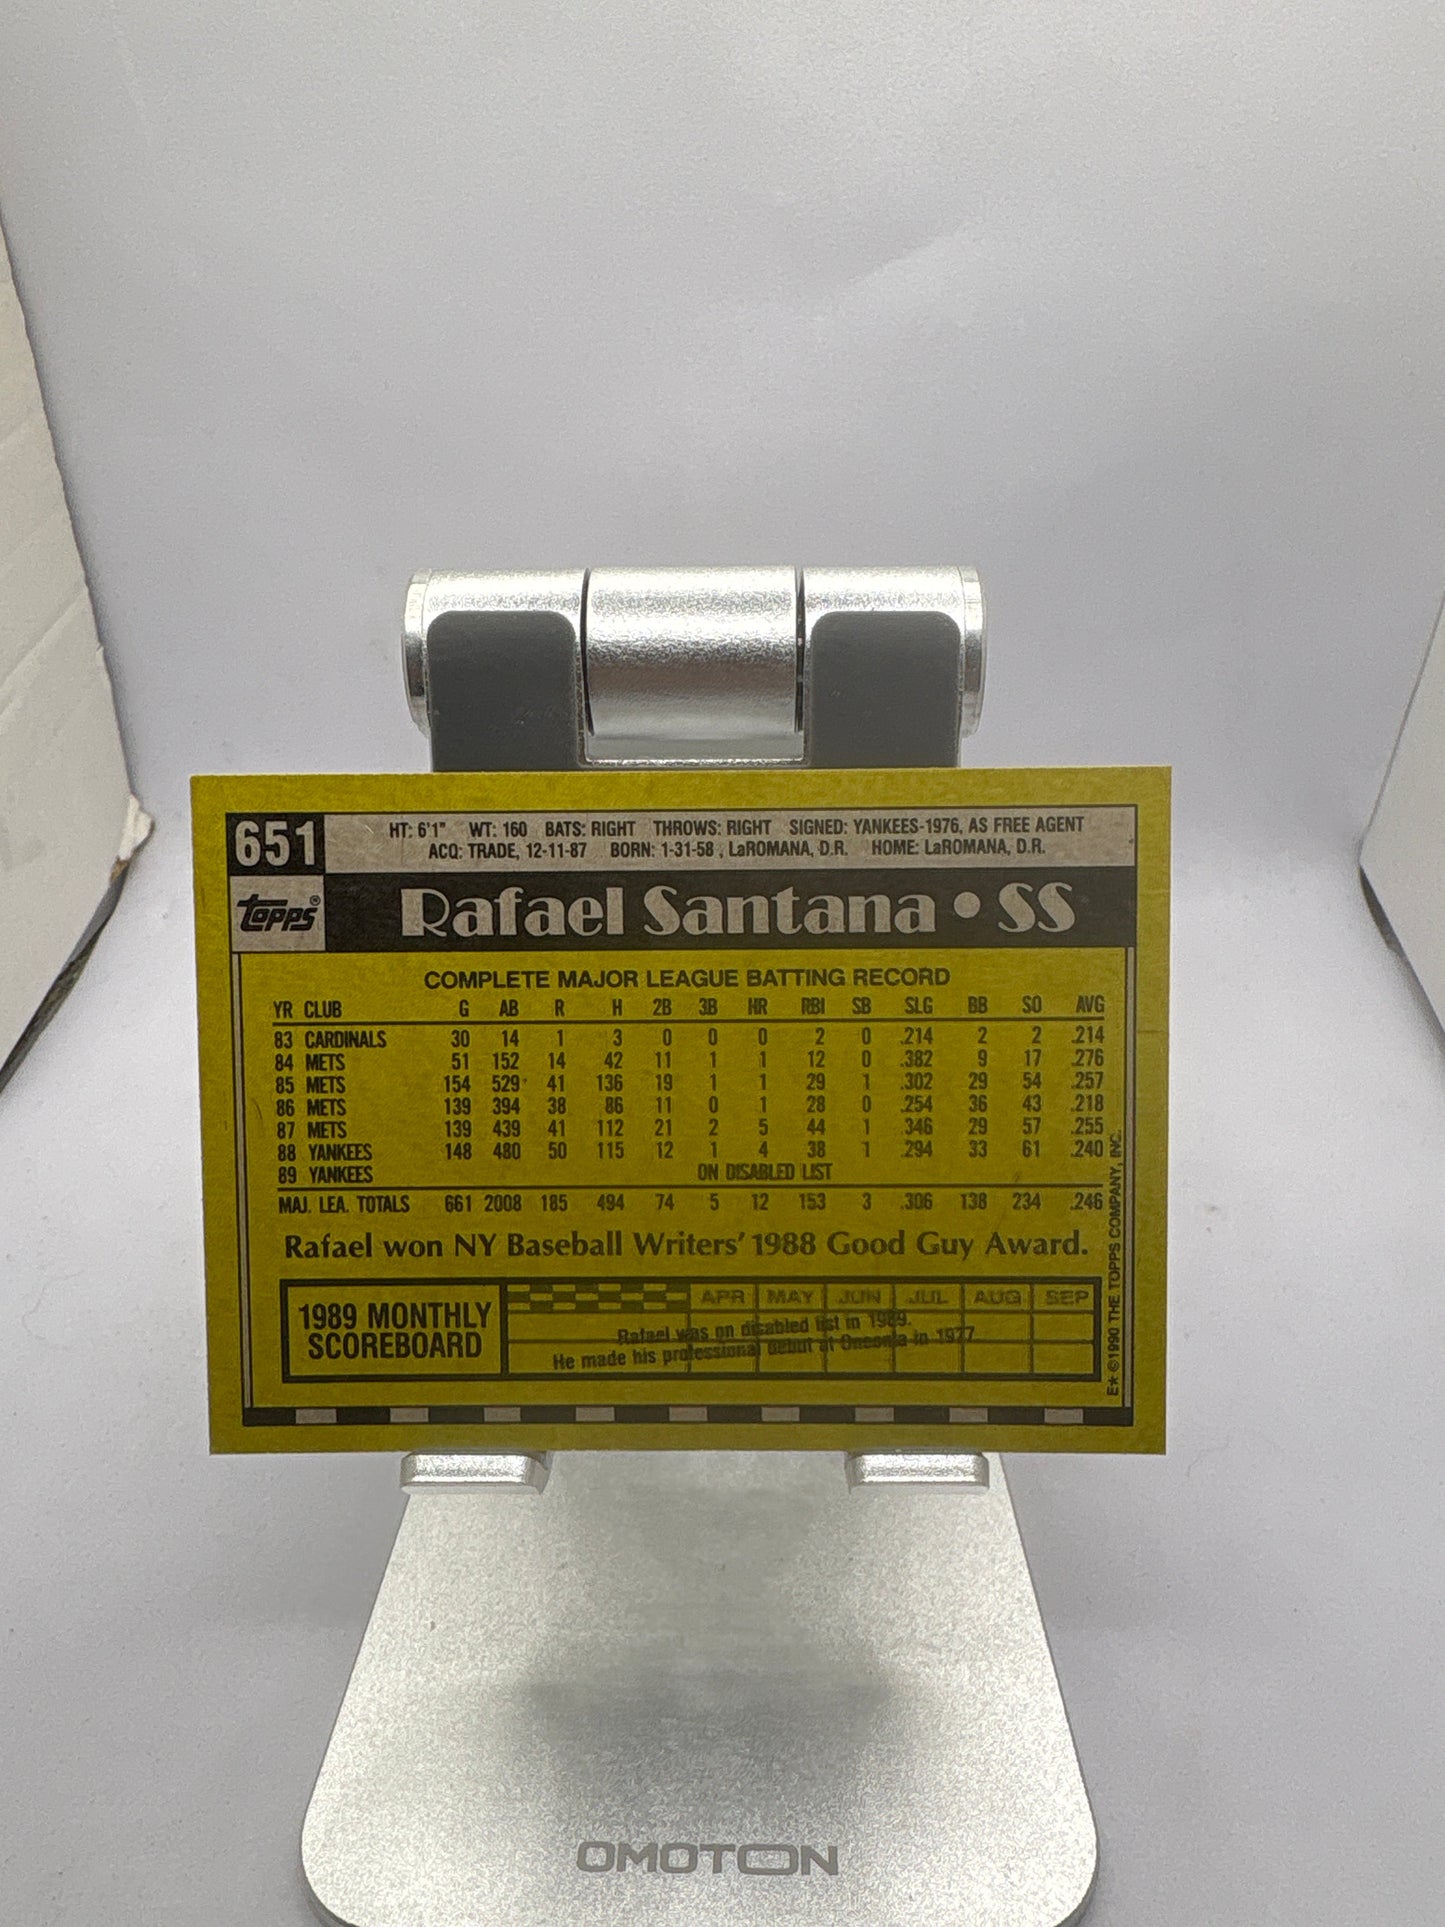 651
HT: 6'1" WT: 160 BATS: RIGHT THROWS: RIGHT SIGNED: YANKEES-1976, AS FREE AGENT
ACQ: TRADE, 12-11-87 BORN: 1-31-58 , LaROMANA, D.R. HOME: LaROMANA, D.R.
TOPPS®
Rafael Santana • SS
COMPLETE MAJOR LEAGUE BATTING RECORD
YR CLUB G AB R H 2B 3B HR RBI SB SLG BB SO AVG
83 CARDINALS 30 14 1 3 0 0 0 2 0 .214 2 2 .214
84 METS 51 152 14 42 11 1 1 12 0 .382 9 17 .276
85 METS 154 529 41 136 19 1 1 29 1 .302 29 54 .257
86 METS 139 394 38 86 11 0 1 28 0 .254 36 43 .218
87 METS 139 439 41 112 21 2 5 44 1 .346 29 57 .255
88 YANKEES 148 480 50 115 12 1 4 38 1 .294 33 61 .240
89 YANKEES ON DISABLED LIST
MAJ. LEA. TOTALS 661 2008 185 494 74 5 12 153 3 .306 138 234 .246
Rafael won NY Baseball Writers' 1988 Good Guy Award.
1989 MONTHLY
SCOREBOARD
APR MAY JUN JUL AUG SEP
Rafael was on disabled list in 1989.
He made his professional debut at Oneonta in 1977
E★ ©1990 THE TOPPS COMPANY, INC.
OMOTON